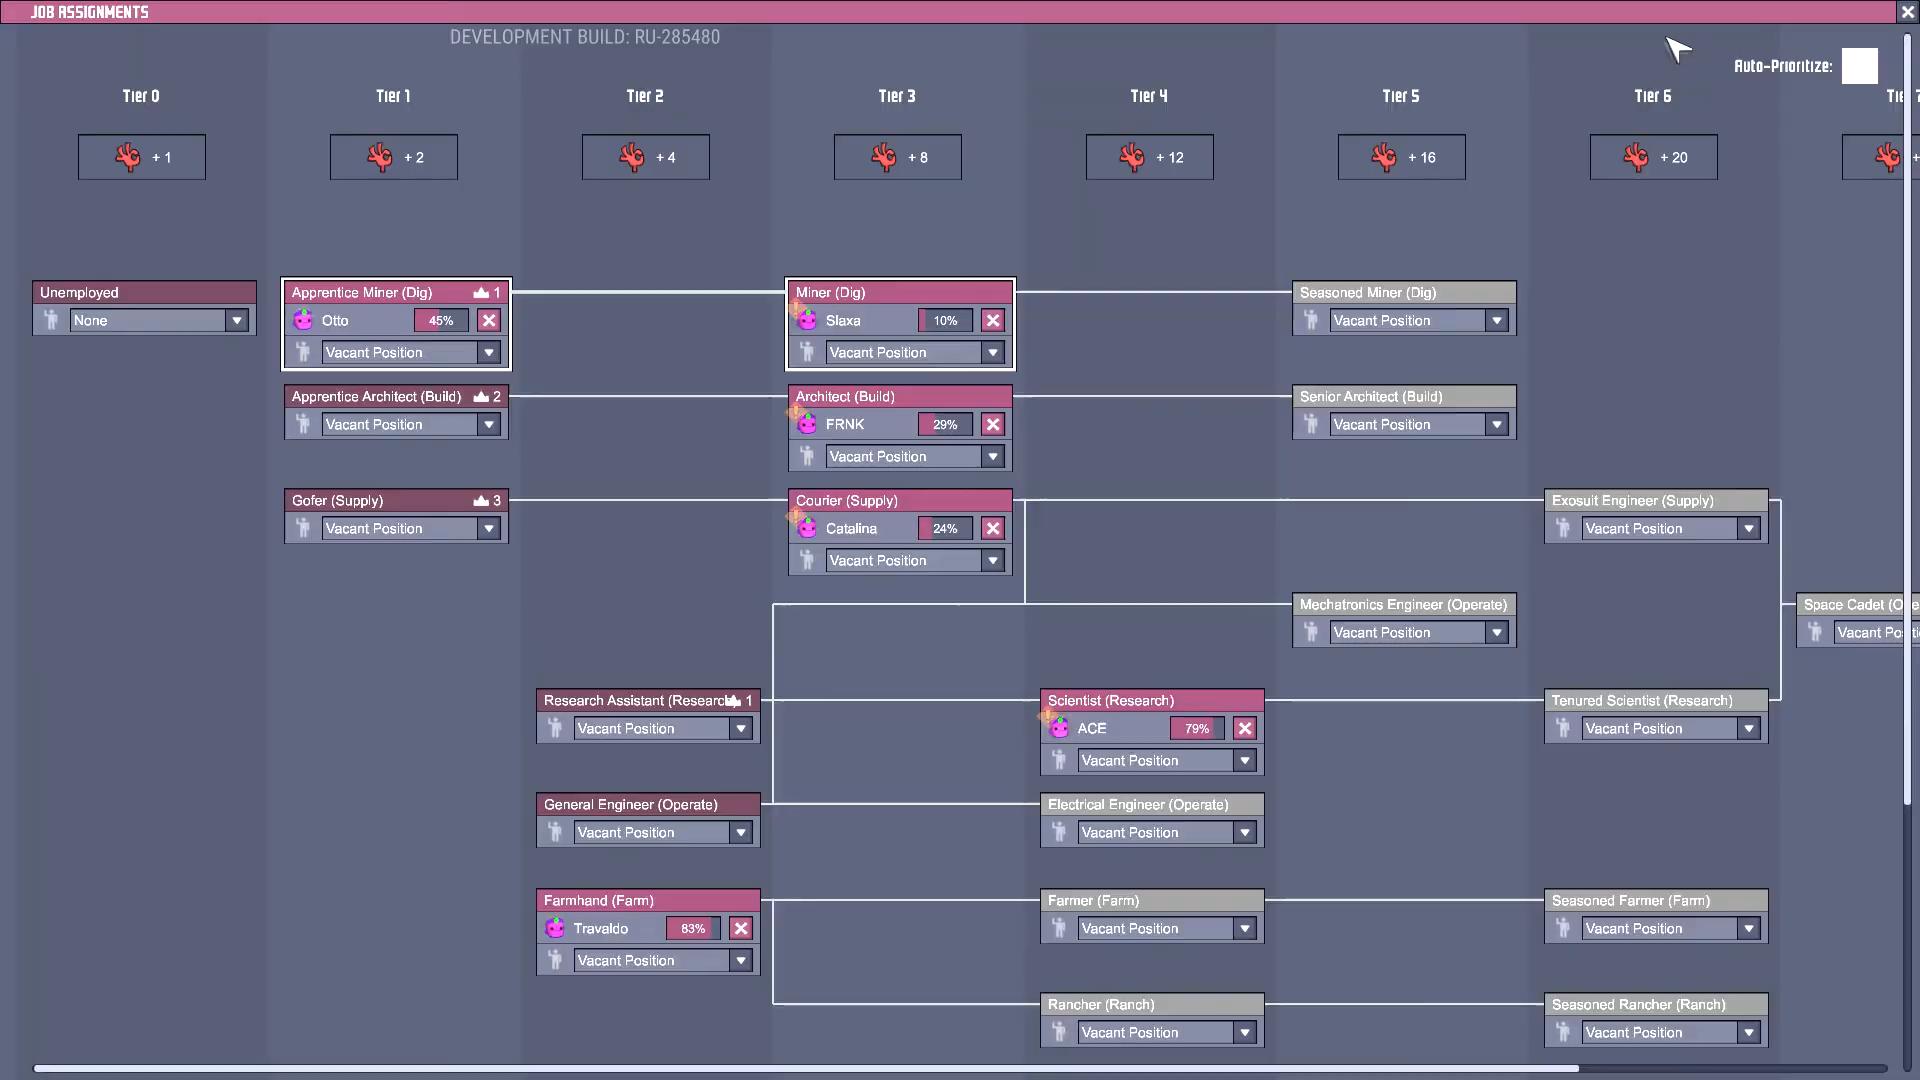 JOB ASSIGNMENTS
DEVELOPMENT BUILD: RU-285480
Auto-Prioritize:
Tier 0
Tier 1
Tier 2
Tier 3
Tier 4
Tier 5
Tier 6
+ 1
+ 2
+ 4
+ 8
+ 12
+ 16
+ 20
Unemployed
None
Apprentice Miner (Dig) 1
Otto 45%
Vacant Position
Miner (Dig)
Slaxa 10%
Vacant Position
Seasoned Miner (Dig)
Vacant Position
Apprentice Architect (Build) 2
Vacant Position
Architect (Build)
FRNK 29%
Vacant Position
Senior Architect (Build)
Vacant Position
Gofer (Supply) 3
Vacant Position
Courier (Supply)
Catalina 24%
Vacant Position
Exosuit Engineer (Supply)
Vacant Position
Mechatronics Engineer (Operate)
Vacant Position
Space Cadet
Vacant
Research Assistant (Research) 1
Vacant Position
Scientist (Research)
ACE 79%
Vacant Position
Tenured Scientist (Research)
Vacant Position
General Engineer (Operate)
Vacant Position
Electrical Engineer (Operate)
Vacant Position
Farmhand (Farm)
Travaldo 83%
Vacant Position
Farmer (Farm)
Vacant Position
Seasoned Farmer (Farm)
Vacant Position
Rancher (Ranch)
Vacant Position
Seasoned Rancher (Ranch)
Vacant Position